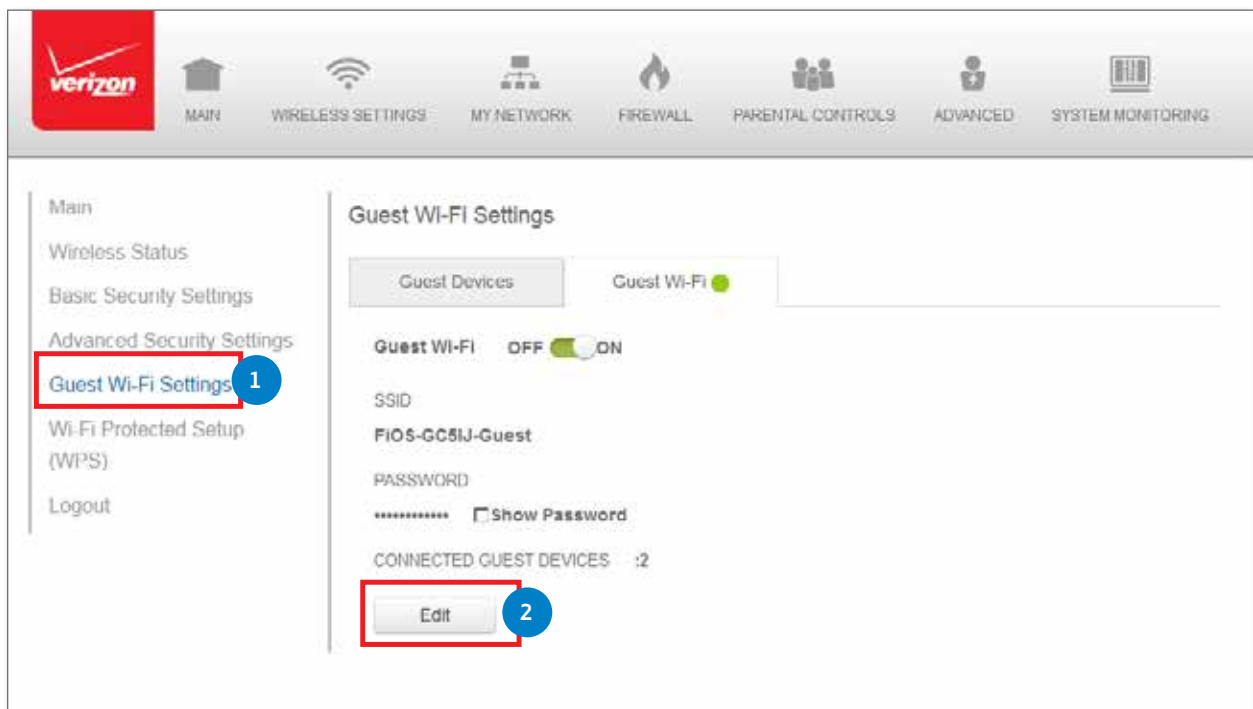 verizon
MAIN
WIRELESS SETTINGS
MY NETWORK
FIREWALL
PARENTAL CONTROLS
ADVANCED
SYSTEM MONITORING
Main
Wireless Status
Basic Security Settings
Advanced Security Settings
Guest Wi-Fi Settings
1
Wi-Fi Protected Setup
(WPS)
Logout
Guest Wi-Fi Settings
Guest Devices
Guest Wi-Fi
Guest Wi-Fi OFF ON
SSID
FiOS-GC5IJ-Guest
PASSWORD
············ Show Password
CONNECTED GUEST DEVICES :2
Edit
2